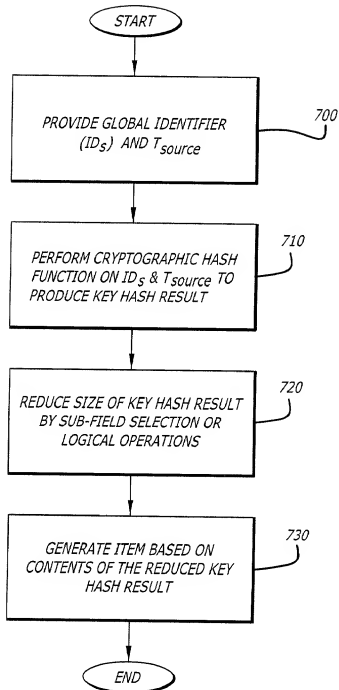 START
PROVIDE GLOBAL IDENTIFIER
(IDs) AND Tsource
700
PERFORM CRYPTOGRAPHIC HASH
FUNCTION ON IDs & Tsource TO
PRODUCE KEY HASH RESULT
710
REDUCE SIZE OF KEY HASH RESULT
BY SUB-FIELD SELECTION OR
LOGICAL OPERATIONS
720
GENERATE ITEM BASED ON
CONTENTS OF THE REDUCED KEY
HASH RESULT
730
END